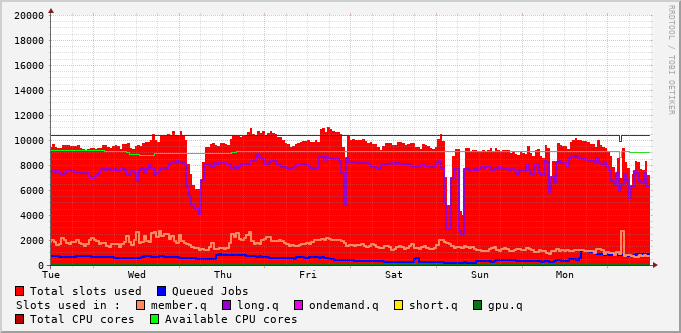 20000
18000
16000
14000
12000
10000
8000
6000
4000
2000
0
Tue Wed Thu Fri Sat Sun Mon
RRDTOOL / TOBI OETIKER
Total slots used Queued Jobs
Slots used in : member.q long.q ondemand.q short.q gpu.q
Total CPU cores Available CPU cores